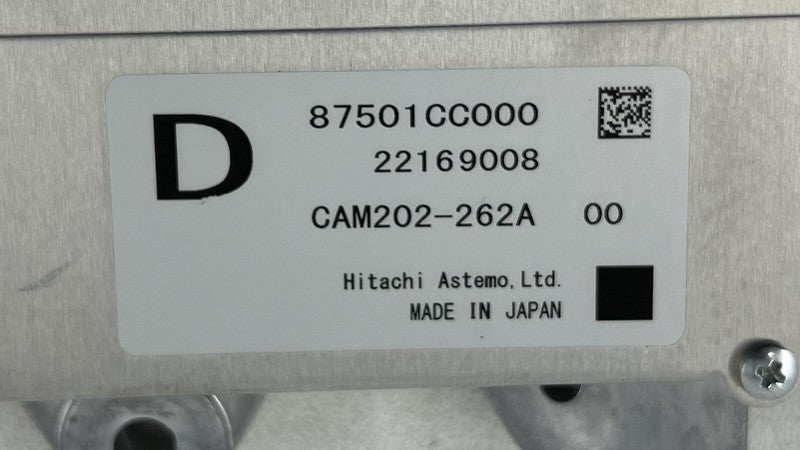 D
87501CC000
22169008
CAM202-262A 00
Hitachi Astemo, Ltd.
MADE IN JAPAN